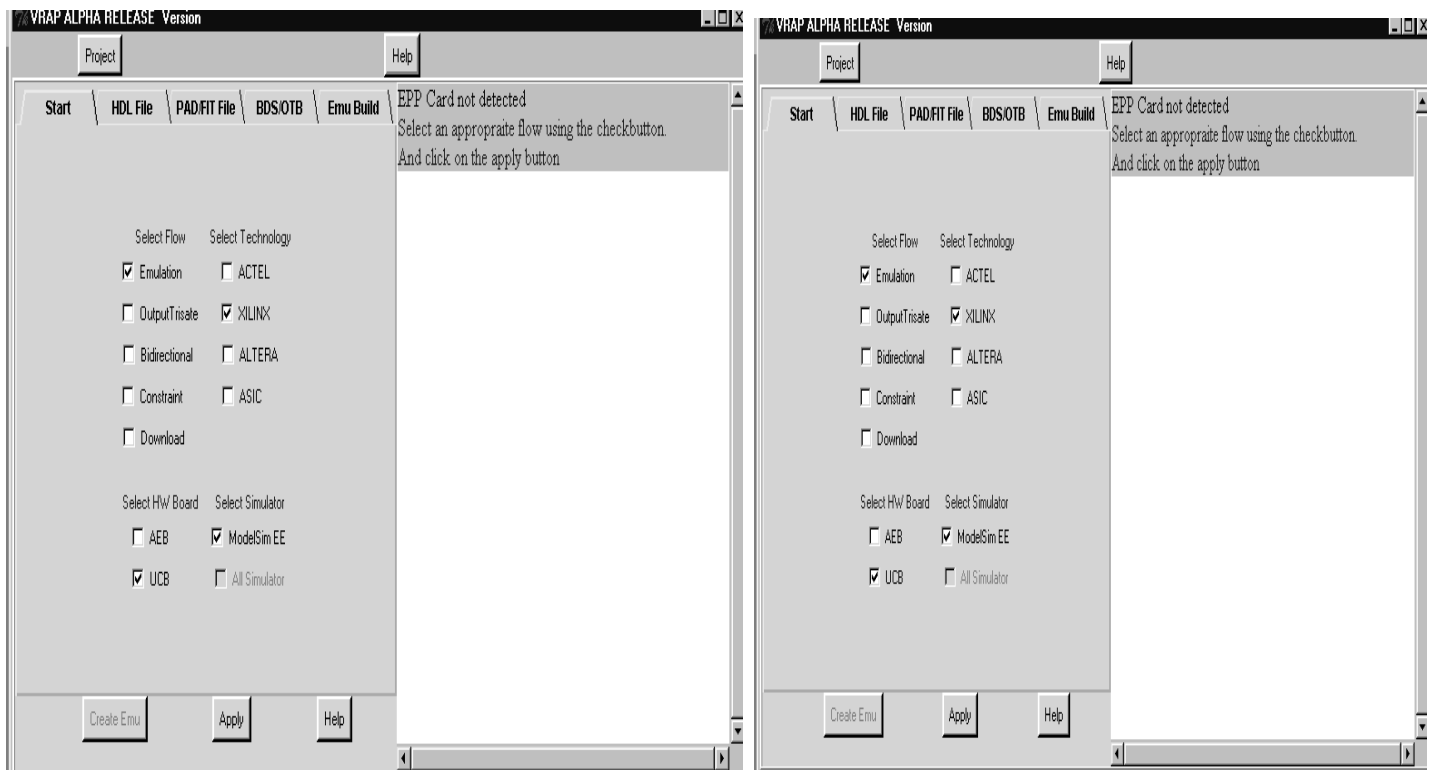 VRAP ALPHA RELEASE Version
Project Help
Start HDL File PAD/FIT File BDS/OTB Emu Build
EPP Card not detected
Select an appropraite flow using the checkbutton.
And click on the apply button
Select Flow Select Technology
Emulation ACTEL
OutputTrisate XILINX
Bidirectional ALTERA
Constraint ASIC
Download
Select HW Board Select Simulator
AEB ModelSim EE
UCB All Simulator
Create Emu Apply Help
VRAP ALPHA RELEASE Version
Project Help
Start HDL File PAD/FIT File BDS/OTB Emu Build
EPP Card not detected
Select an appropraite flow using the checkbutton.
And click on the apply button
Select Flow Select Technology
Emulation ACTEL
OutputTrisate XILINX
Bidirectional ALTERA
Constraint ASIC
Download
Select HW Board Select Simulator
AEB ModelSim EE
UCB All Simulator
Create Emu Apply Help